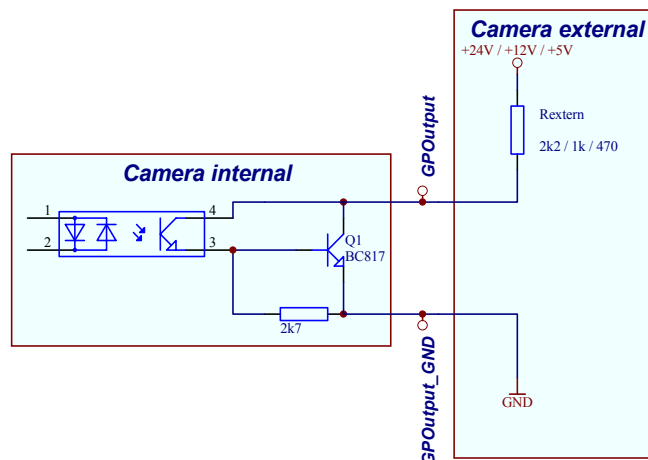 Camera external
+24V / +12V / +5V
Rextern
2k2 / 1k / 470
GPOutput
Camera internal
1
4
2
3
Q1
BC817
2k7
GPOutput_GND
GND